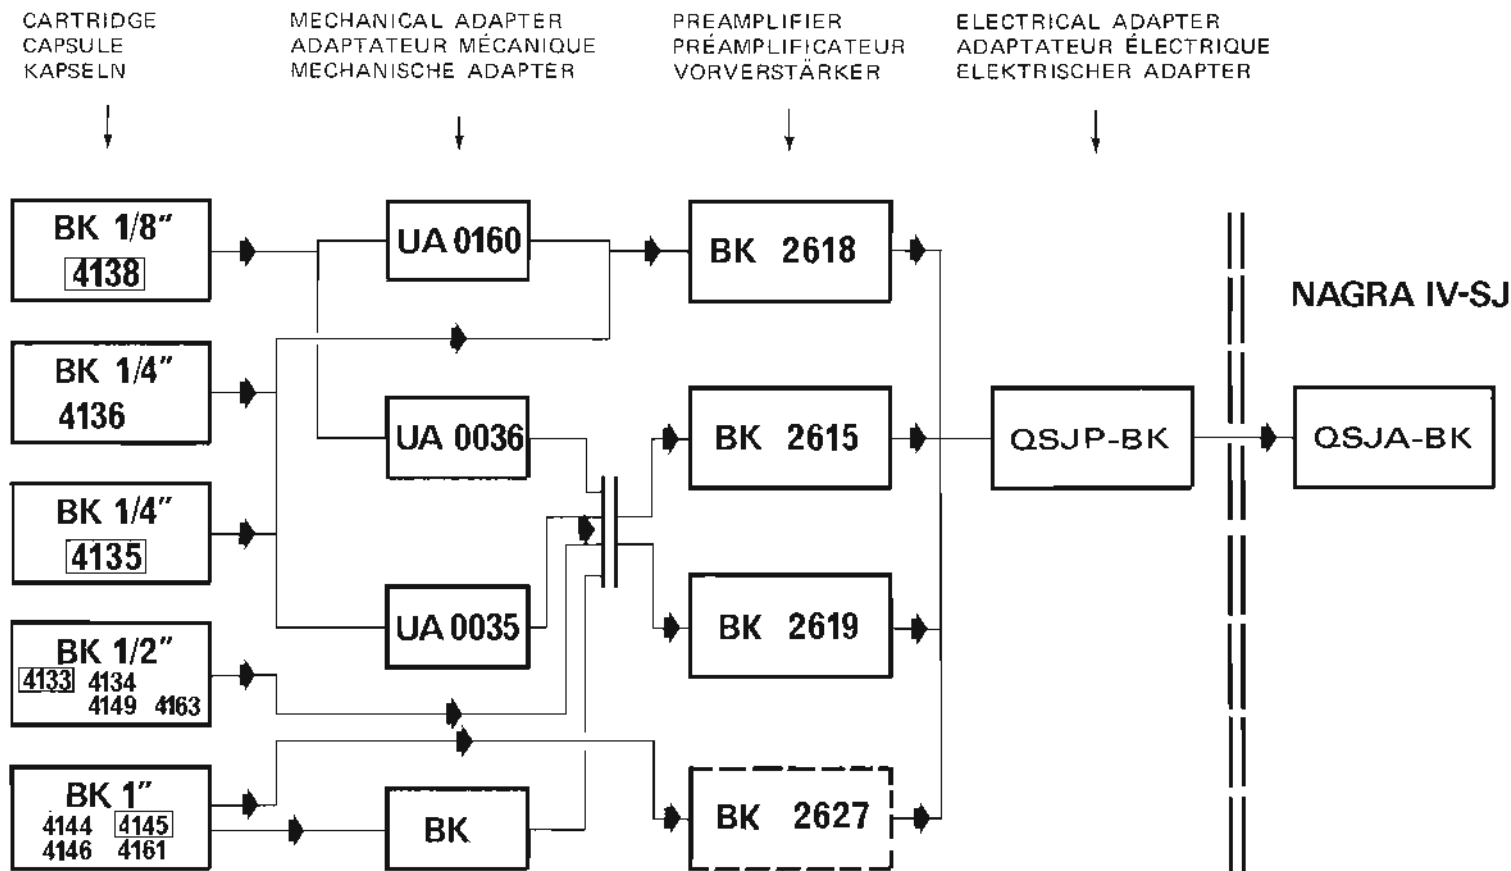 CARTRIDGE
CAPSULE
KAPSELN
MECHANICAL ADAPTER
ADAPTATEUR MÉCANIQUE
MECHANISCHE ADAPTER
PREAMPLIFIER
PRÉAMPLIFICATEUR
VORVERSTÄRKER
ELECTRICAL ADAPTER
ADAPTATEUR ÉLECTRIQUE
ELEKTRISCHER ADAPTER
BK 1/8"
4138
UA 0160
BK 2618
NAGRA IV-SJ
BK 1/4"
4136
UA 0036
BK 2615
QSJP-BK
QSJA-BK
BK 1/4"
4135
UA 0035
BK 2619
BK 1/2"
4133 4134
4149 4163
BK 1"
4144 4145
4146 4161
BK
BK 2627